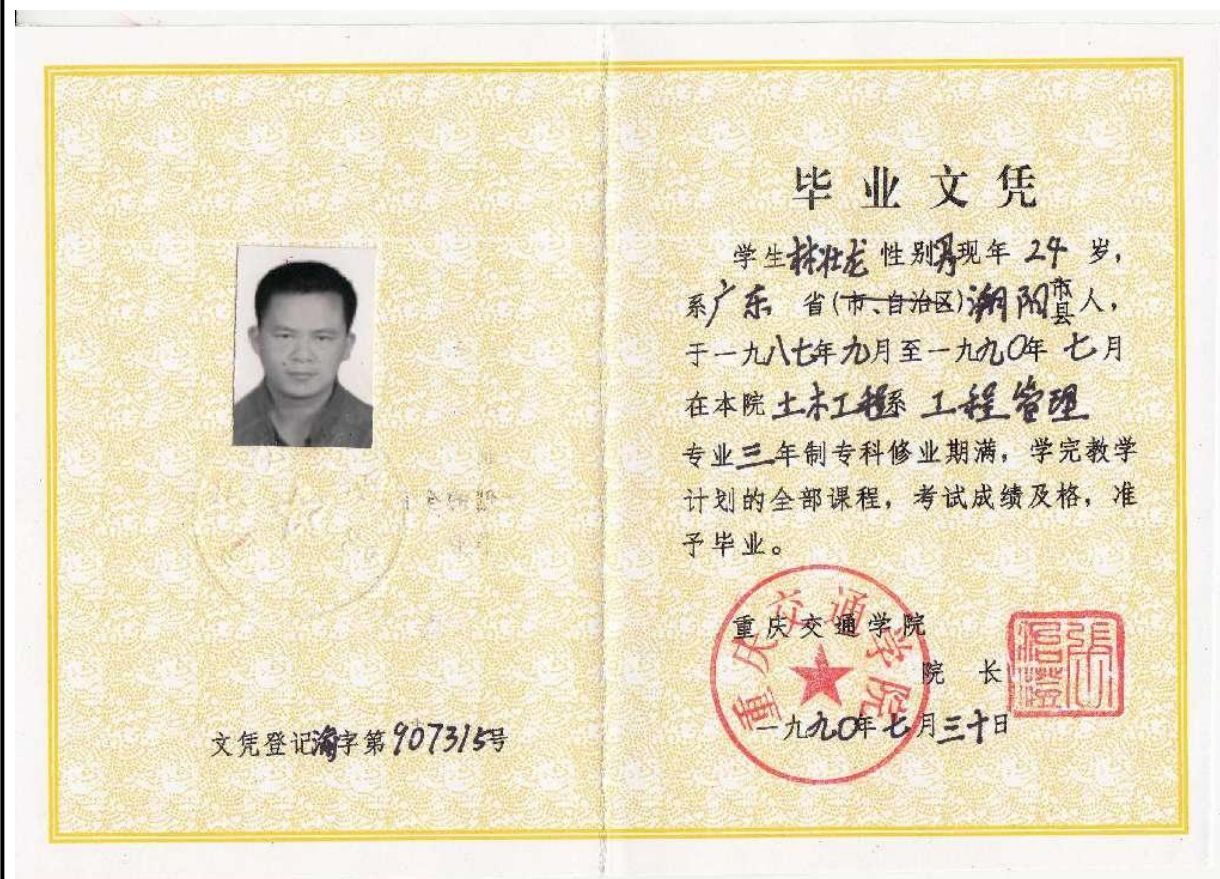 文凭登记渝字第907315号
毕业文凭
学生林壮龙性别男现年24岁，
系广东省(市、自治区)潮阳市县人，
于一九八七年九月至一九九〇年七月
在本院土木工程系工程管理
专业三年制专科修业期满，学完教学
计划的全部课程，考试成绩及格，准
予毕业。
重庆交通学院
重庆交通学院
院长
一九九〇年七月三十日